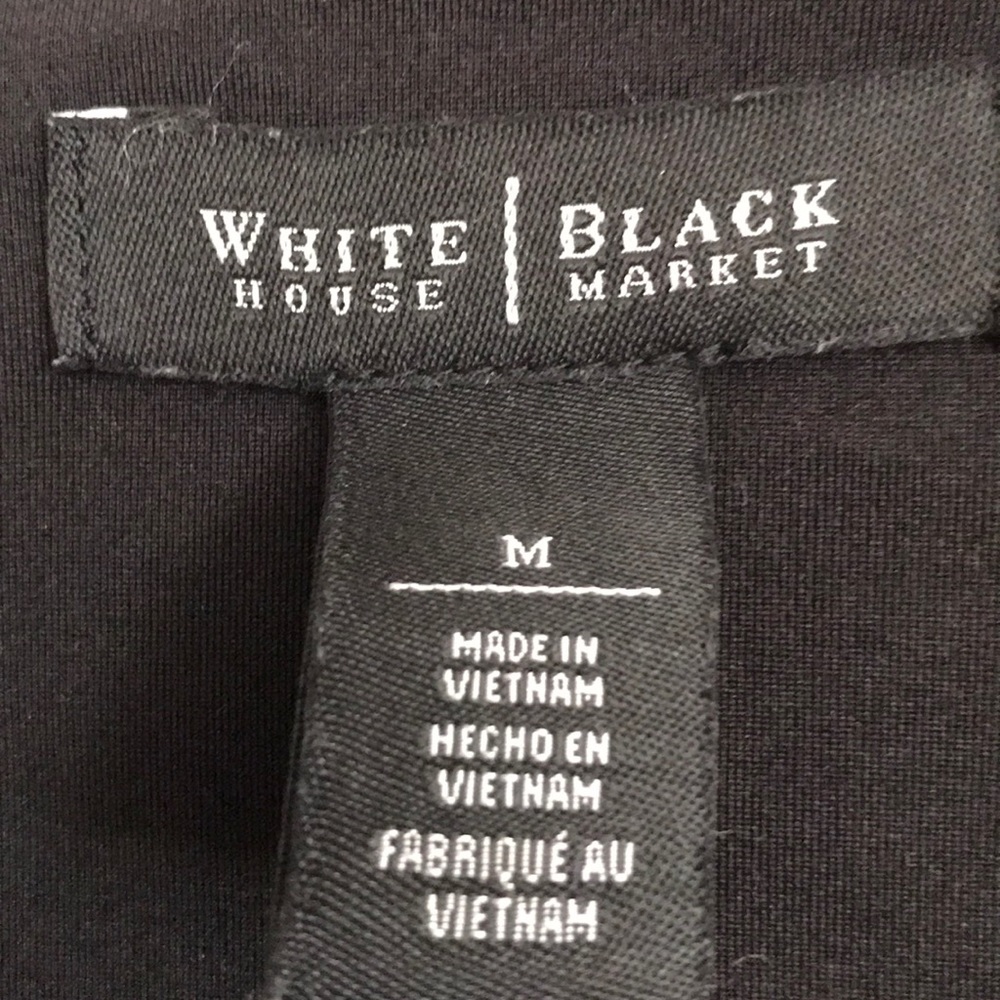 WHITE | BLACK
HOUSE | MARKET
M
MADE IN
VIETNAM
HECHO EN
VIETNAM
FABRIQUÉ AU
VIETNAM